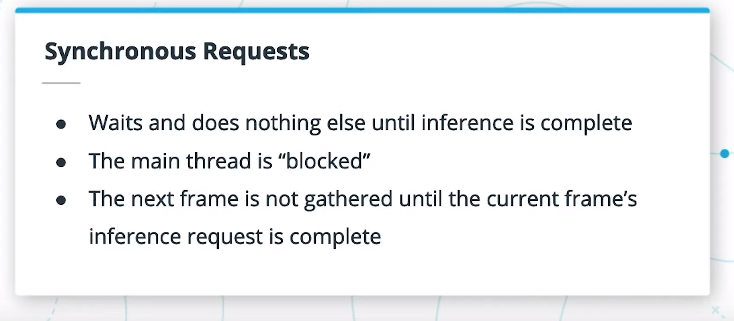 Synchronous Requests
● Waits and does nothing else until inference is complete
● The main thread is “blocked”
● The next frame is not gathered until the current frame’s
inference request is complete